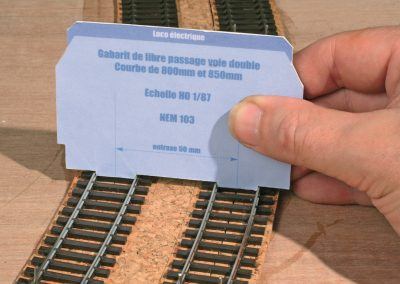 Loco électrique
Gabarit de libre passage voie double
Courbe de 800mm et 850mm
Echelle HO 1/87
NEM 103
entraxe 50 mm